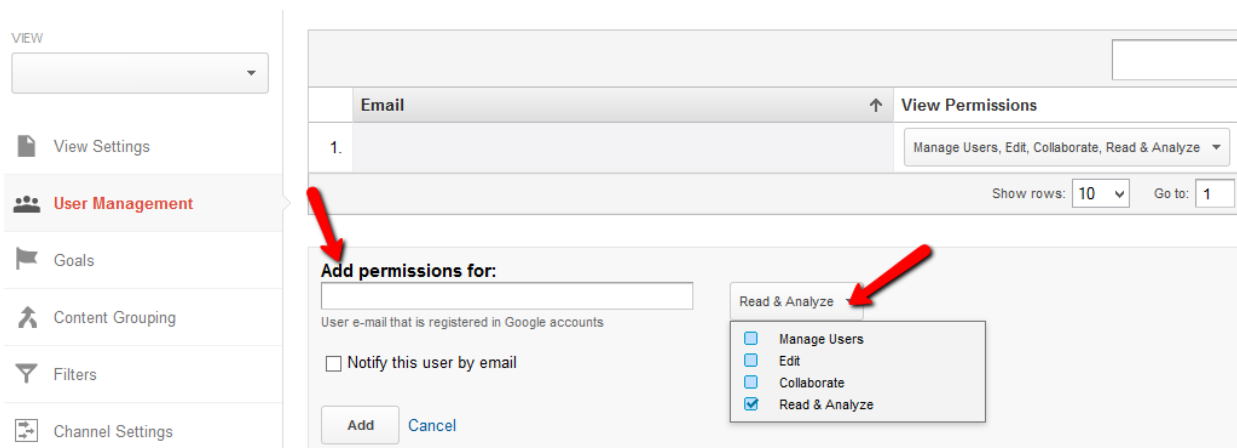 VIEW
View Settings
User Management
Goals
Content Grouping
Filters
Channel Settings
Email View Permissions
1. Manage Users, Edit, Collaborate, Read & Analyze
Show rows: 10 Go to: 1
Add permissions for:
Read & Analyze
User e-mail that is registered in Google accounts
Manage Users
Edit
Collaborate
Read & Analyze
Notify this user by email
Add Cancel